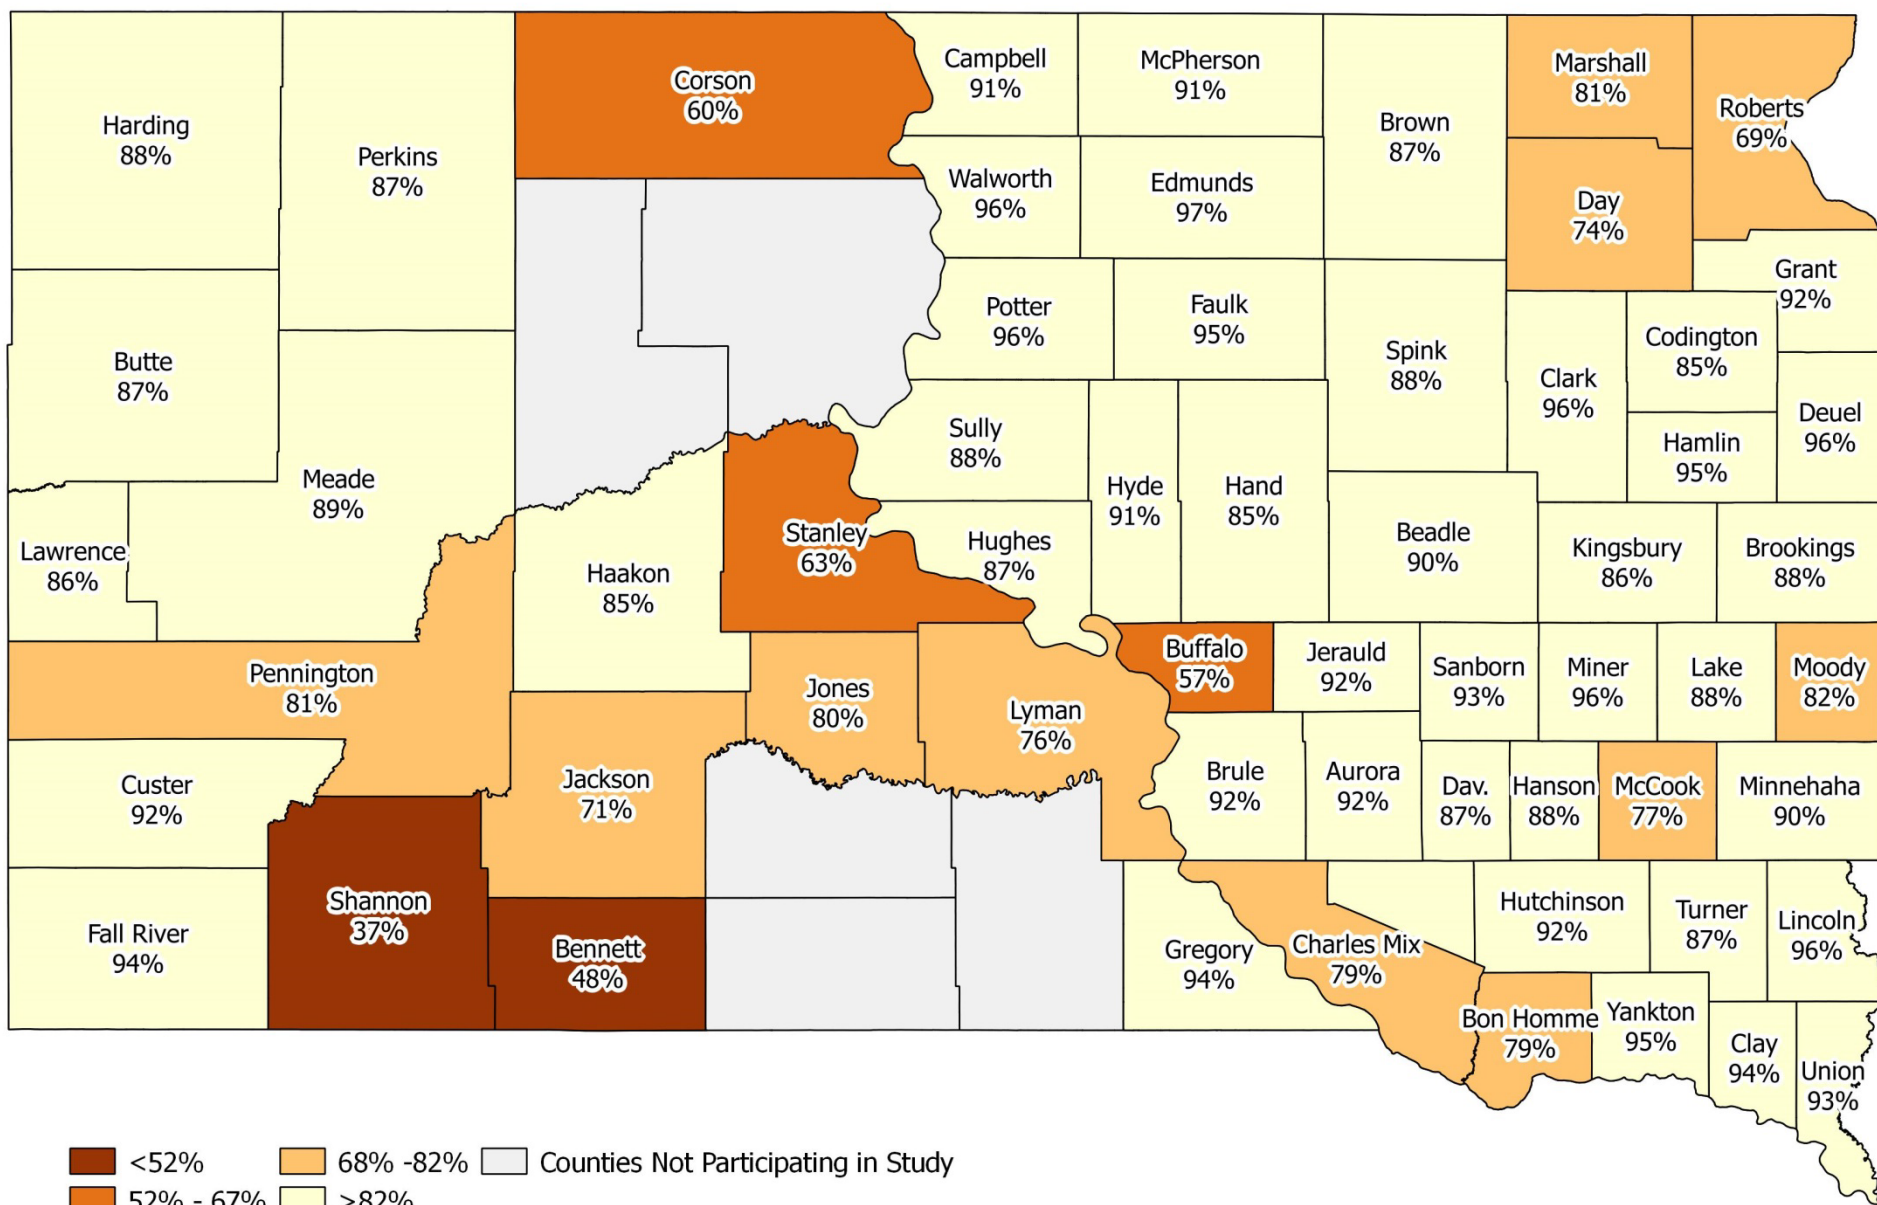 Harding
88%
Perkins
87%
Corson
60%
Campbell
91%
McPherson
91%
Brown
87%
Marshall
81%
Roberts
69%
Walworth
96%
Edmunds
97%
Day
74%
Grant
92%
Butte
87%
Potter
96%
Faulk
95%
Spink
88%
Clark
96%
Codington
85%
Deuel
96%
Hamlin
95%
Meade
89%
Sully
88%
Hyde
91%
Hand
85%
Lawrence
86%
Haakon
85%
Stanley
63%
Hughes
87%
Beadle
90%
Kingsbury
86%
Brookings
88%
Pennington
81%
Jones
80%
Lyman
76%
Buffalo
57%
Jerauld
92%
Sanborn
93%
Miner
96%
Lake
88%
Moody
82%
Custer
92%
Jackson
71%
Brule
92%
Aurora
92%
Dav.
87%
Hanson
88%
McCook
77%
Minnehaha
90%
Fall River
94%
Shannon
37%
Bennett
48%
Gregory
94%
Charles Mix
79%
Hutchinson
92%
Turner
87%
Lincoln
96%
Bon Homme
79%
Yankton
95%
Clay
94%
Union
93%
<52%
68% -82%
Counties Not Participating in Study
52% - 67%
>82%